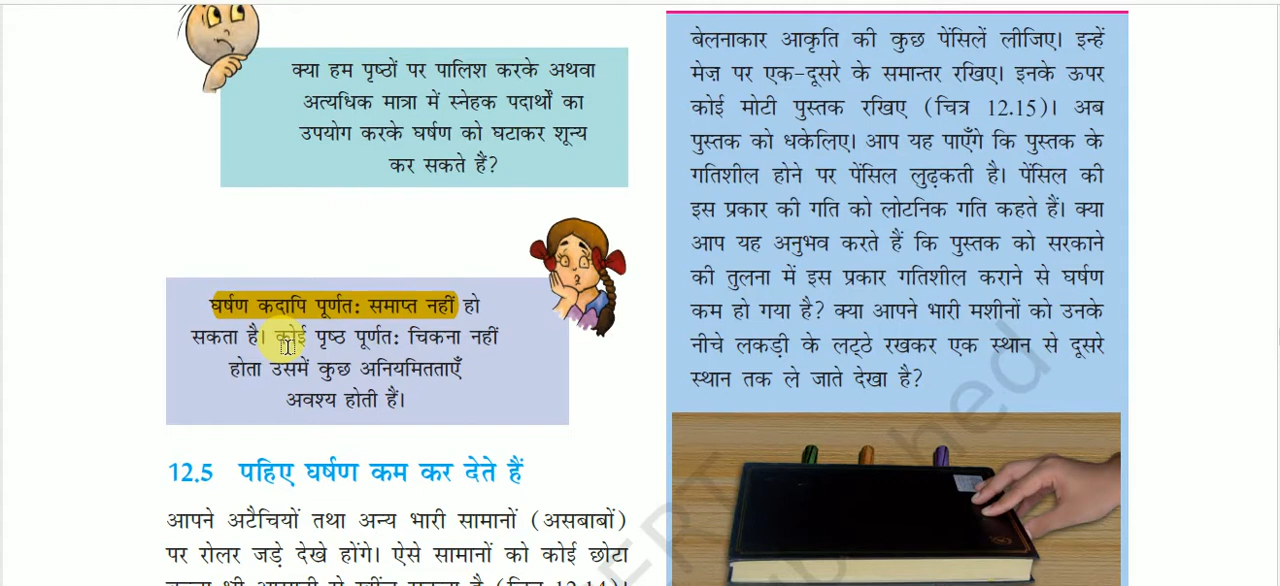 क्या हम पृष्ठों पर पालिश करके अथवा
अत्यधिक मात्रा में स्नेहक पदार्थों का
उपयोग करके घर्षण को घटाकर शून्य
कर सकते हैं?
घर्षण कदापि पूर्णत: समाप्त नहीं हो
सकता है। कोई पृष्ठ पूर्णत: चिकना नहीं
होता उसमें कुछ अनियमितताएँ
अवश्य होती हैं।
12.5 पहिए घर्षण कम कर देते हैं
आपने अटैचियों तथा अन्य भारी सामानों (असबाबों)
पर रोलर जड़े देखे होंगे। ऐसे सामानों को कोई छोटा
बेलनाकार आकृति की कुछ पेंसिलें लीजिए। इन्हें
मेज़ पर एक-दूसरे के समान्तर रखिए। इनके ऊपर
कोई मोटी पुस्तक रखिए (चित्र 12.15)। अब
पुस्तक को धकेलिए। आप यह पाएँगे कि पुस्तक के
गतिशील होने पर पेंसिल लुढ़कती है। पेंसिल की
इस प्रकार की गति को लोटनिक गति कहते हैं। क्या
आप यह अनुभव करते हैं कि पुस्तक को सरकाने
की तुलना में इस प्रकार गतिशील कराने से घर्षण
कम हो गया है? क्या आपने भारी मशीनों को उनके
नीचे लकड़ी के लट्ठे रखकर एक स्थान से दूसरे
स्थान तक ले जाते देखा है?